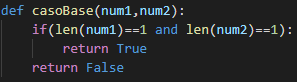 def casoBase(num1,num2):
    if(len(num1)==1 and len(num2)==1):
        return True
    return False